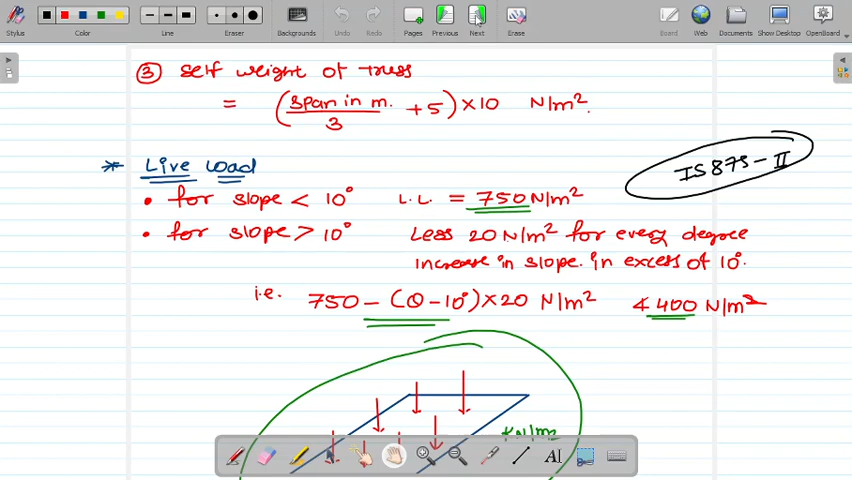 Stylus
Color
Line
Eraser
Backgrounds
Undo
Redo
Pages
Previous
Next
Erase
Board
Web
Documents
Show Desktop
OpenBoard
③ Self weight of truss
= (span in m. / 3 + 5) × 10 N/m².
* Live Load
IS 875 - II
• for slope < 10° L.L. = 750 N/m²
• for slope > 10° Less 20 N/m² for every degree
increase in slope. in excess of 10°.
i.e. 750 - (θ - 10°) × 20 N/m² ≮ 400 N/m²
KN/m²